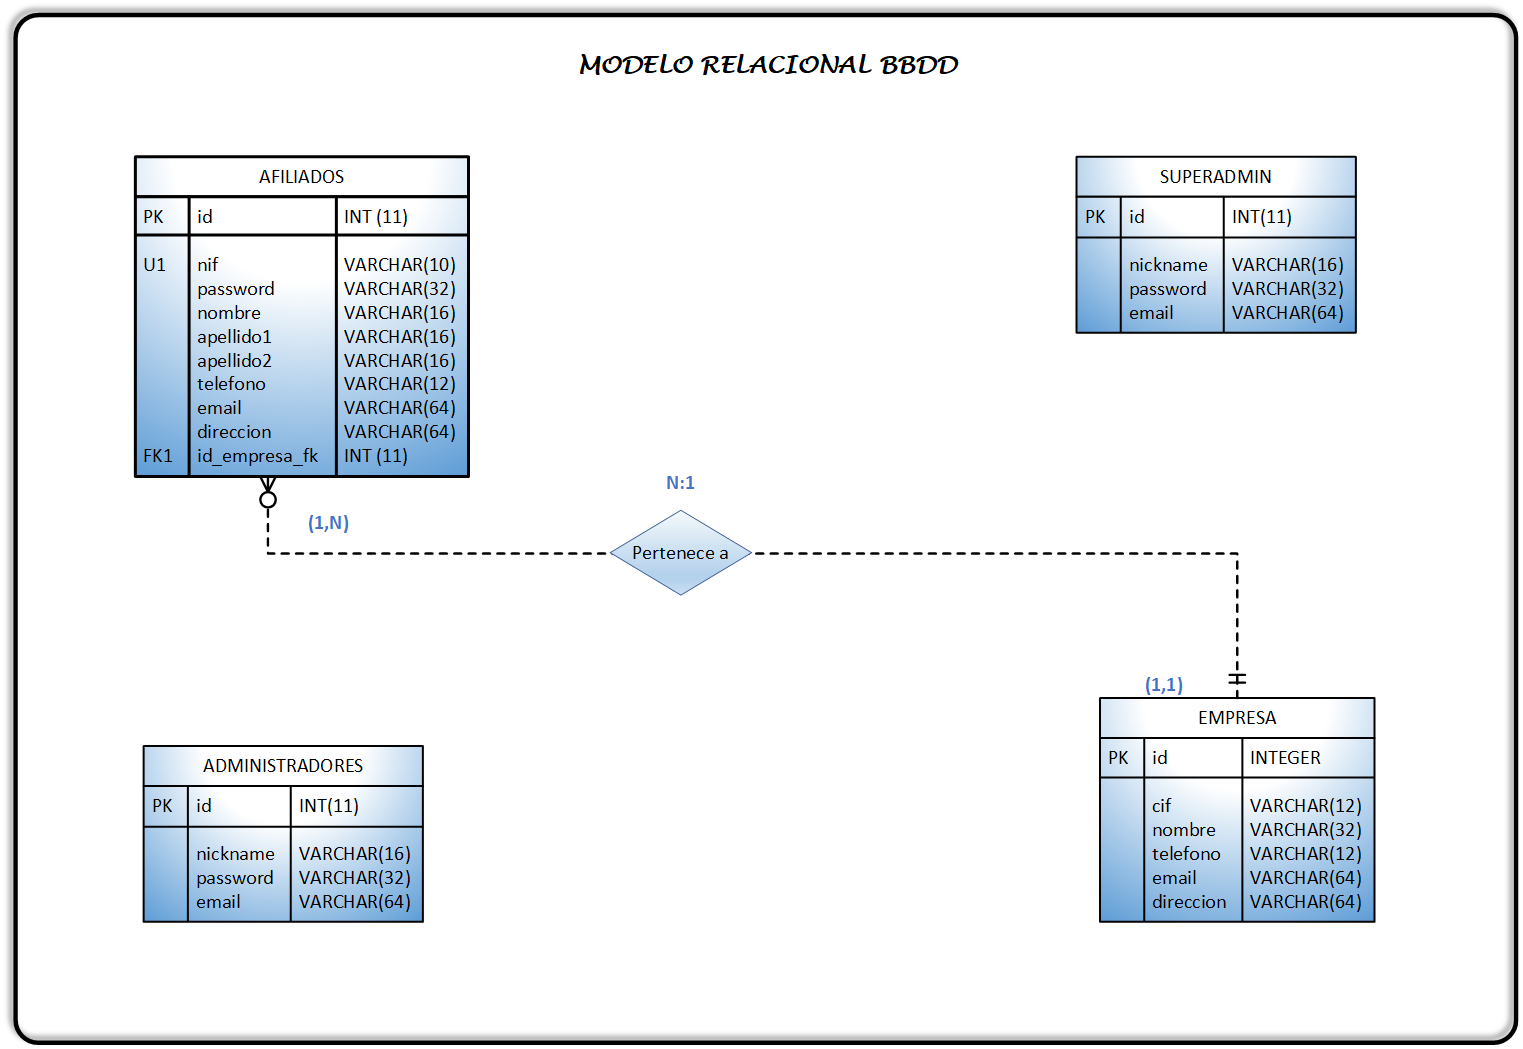 MODELO RELACIONAL BBDD
AFILIADOS
PK id INT (11)
U1 nif VARCHAR(10)
password VARCHAR(32)
nombre VARCHAR(16)
apellido1 VARCHAR(16)
apellido2 VARCHAR(16)
telefono VARCHAR(12)
email VARCHAR(64)
direccion VARCHAR(64)
FK1 id_empresa_fk INT (11)
SUPERADMIN
PK id INT(11)
nickname VARCHAR(16)
password VARCHAR(32)
email VARCHAR(64)
N:1
(1,N)
Pertenece a
(1,1)
ADMINISTRADORES
PK id INT(11)
nickname VARCHAR(16)
password VARCHAR(32)
email VARCHAR(64)
EMPRESA
PK id INTEGER
cif VARCHAR(12)
nombre VARCHAR(32)
telefono VARCHAR(12)
email VARCHAR(64)
direccion VARCHAR(64)